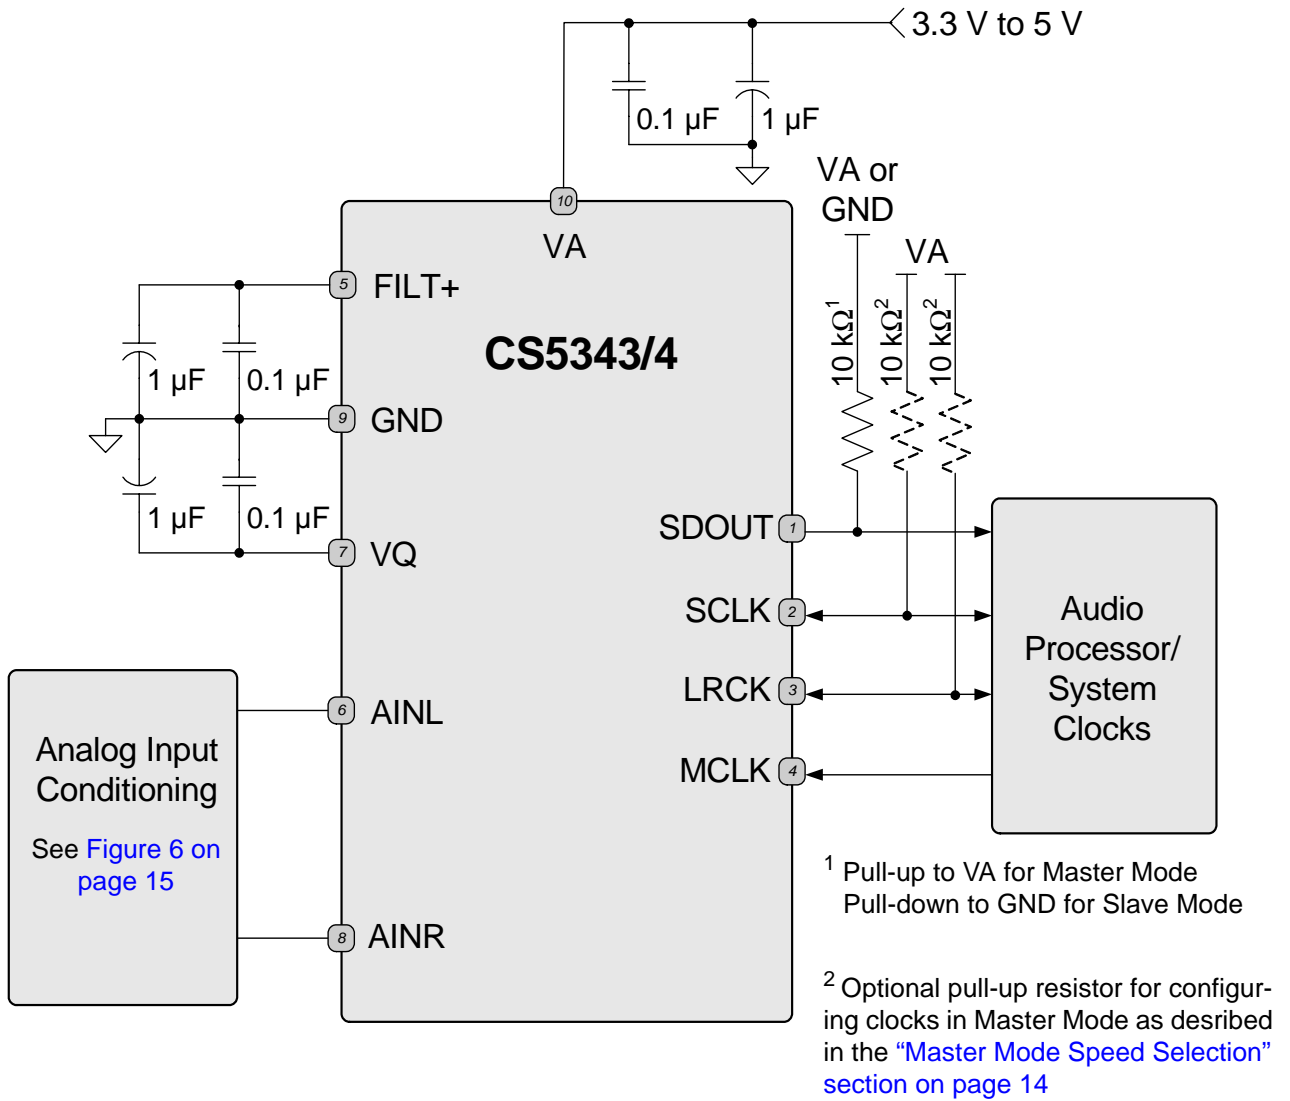 3.3 V to 5 V
0.1 µF
1 µF
VA or
GND
VA
10
VA
5
FILT+
10 kΩ1
10 kΩ2
10 kΩ2
CS5343/4
1 µF
0.1 µF
9
GND
1 µF
0.1 µF
7
VQ
SDOUT
1
SCLK
2
LRCK
3
MCLK
4
Audio
Processor/
System
Clocks
6
AINL
Analog Input
Conditioning
See Figure 6 on
page 15
8
AINR
1 Pull-up to VA for Master Mode
Pull-down to GND for Slave Mode
2 Optional pull-up resistor for configur-
ing clocks in Master Mode as desribed
in the “Master Mode Speed Selection”
section on page 14